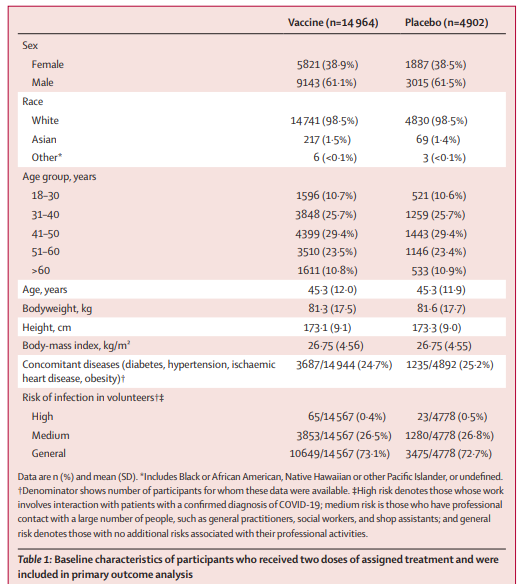 Vaccine (n=14 964) Placebo (n=4902)
Sex
Female 5821 (38·9%) 1887 (38·5%)
Male 9143 (61·1%) 3015 (61·5%)
Race
White 14 741 (98·5%) 4830 (98·5%)
Asian 217 (1·5%) 69 (1·4%)
Other* 6 (<0·1%) 3 (<0·1%)
Age group, years
18–30 1596 (10·7%) 521 (10·6%)
31–40 3848 (25·7%) 1259 (25·7%)
41–50 4399 (29·4%) 1443 (29·4%)
51–60 3510 (23·5%) 1146 (23·4%)
>60 1611 (10·8%) 533 (10·9%)
Age, years 45·3 (12·0) 45·3 (11·9)
Bodyweight, kg 81·3 (17·5) 81·6 (17·7)
Height, cm 173·1 (9·1) 173·3 (9·0)
Body-mass index, kg/m² 26·75 (4·56) 26·75 (4·55)
Concomitant diseases (diabetes, hypertension, ischaemic 3687/14 944 (24·7%) 1235/4892 (25·2%)
heart disease, obesity)†
Risk of infection in volunteers†‡
High 65/14 567 (0·4%) 23/4778 (0·5%)
Medium 3853/14 567 (26·5%) 1280/4778 (26·8%)
General 10 649/14 567 (73·1%) 3475/4778 (72·7%)
Data are n (%) and mean (SD). *Includes Black or African American, Native Hawaiian or other Pacific Islander, or undefined.
†Denominator shows number of participants for whom these data were available. ‡High risk denotes those whose work
involves interaction with patients with a confirmed diagnosis of COVID-19; medium risk is those who have professional
contact with a large number of people, such as general practitioners, social workers, and shop assistants; and general
risk denotes those with no additional risks associated with their professional activities.
Table 1: Baseline characteristics of participants who received two doses of assigned treatment and were
included in primary outcome analysis